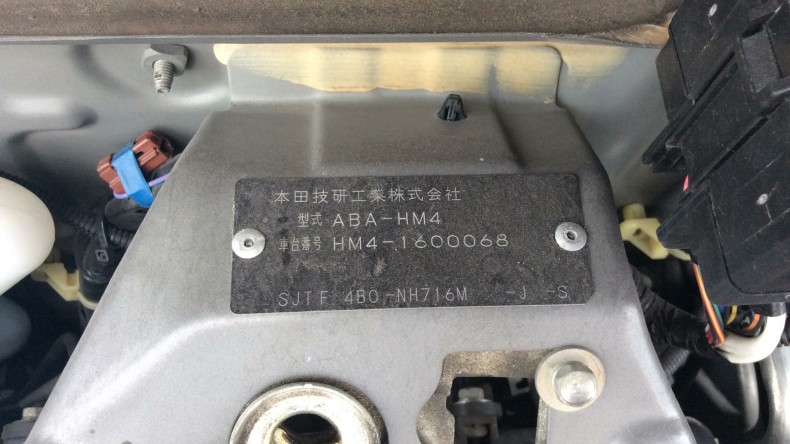 本田技研工業株式会社
型式 ABA-HM4
車台番号 HM4-1600068
SJTF 4B0-NH716M -J -S